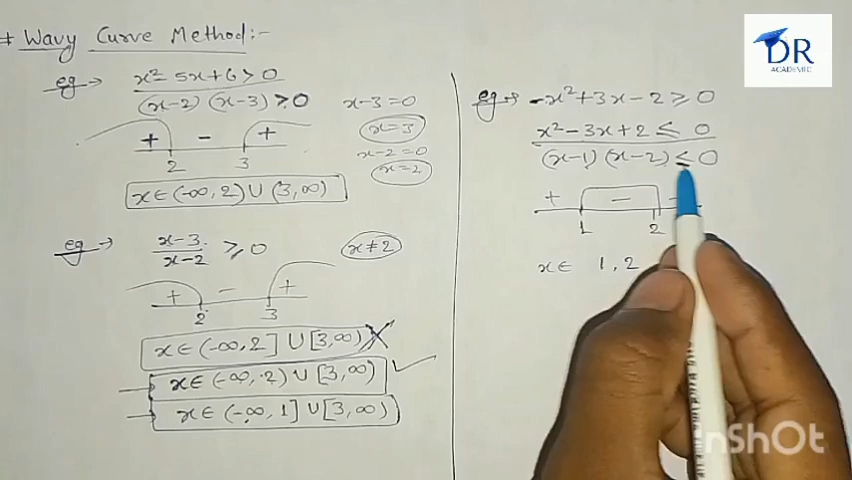 # Wavy Curve Method:-
eg → x² - 5x + 6 > 0
(x-2) (x-3) > 0
x-3=0
x=3
x-2=0
x=2
+ - +
2 3
x ∈ (-∞, 2) ∪ (3, ∞)
eg → x-3 / x-2 ≥ 0
x≠2
+ - +
2 3
x ∈ (-∞, 2] ∪ [3, ∞) ×
x ∈ (-∞, 2) ∪ [3, ∞) ✓
→ x ∈ (-∞, 1] ∪ [3, ∞)
eg → -x² + 3x - 2 ≥ 0
x² - 3x + 2 ≤ 0
(x-1) (x-2) ≤ 0
+ -
1 2
x ∈ 1, 2
DR
ACADEMIC
InShOt